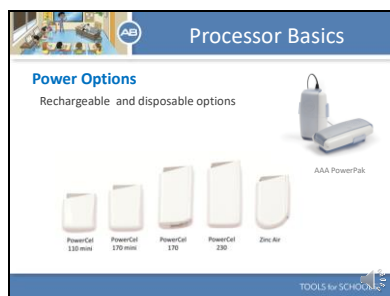 AB
Processor Basics
Power Options
Rechargeable and disposable options
AAA PowerPak
PowerCel
110 mini
PowerCel
170 mini
PowerCel
170
PowerCel
230
Zinc Air
TOOLS for SCHOOLS